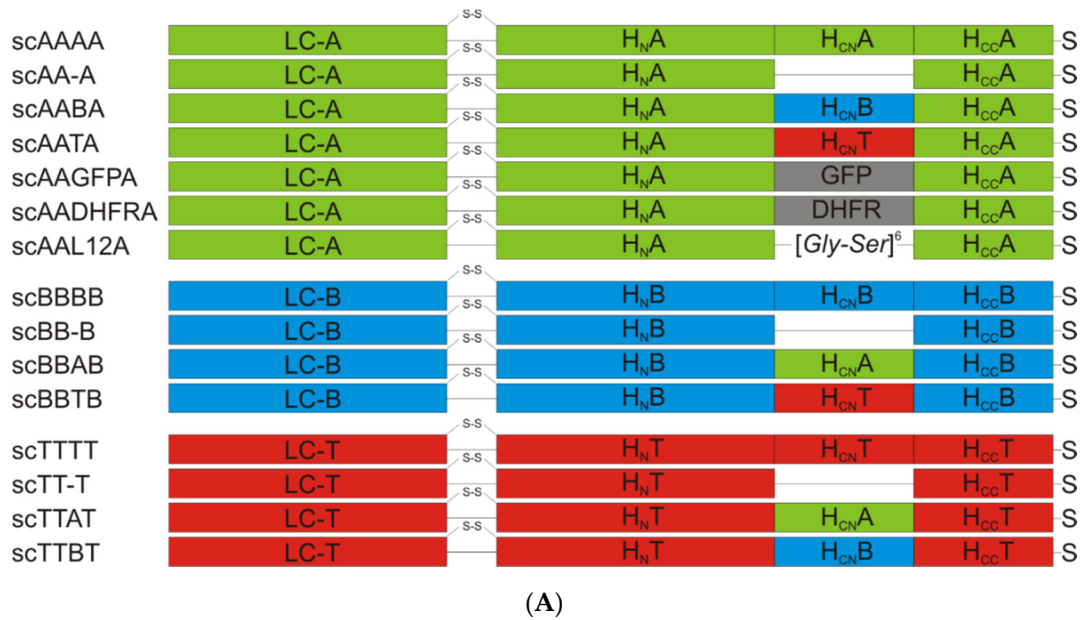 S-S
scAAAA LC-A HNA HCNA HCCA S
S-S
scAA-A LC-A HNA HCCA S
S-S
scAABA LC-A HNA HCNB HCCA S
S-S
scAATA LC-A HNA HCNT HCCA S
S-S
scAAGFPA LC-A HNA GFP HCCA S
S-S
scAADHFRA LC-A HNA DHFR HCCA S
S-S
scAAL12A LC-A HNA [Gly-Ser]6 HCCA S
S-S
scBBBB LC-B HNB HCNB HCCB S
S-S
scBB-B LC-B HNB HCCB S
S-S
scBBAB LC-B HNB HCNA HCCB S
S-S
scBBTB LC-B HNB HCNT HCCB S
S-S
scTTTT LC-T HNT HCNT HCCT S
S-S
scTT-T LC-T HNT HCCT S
S-S
scTTAT LC-T HNT HCNA HCCT S
S-S
scTTBT LC-T HNT HCNB HCCT S
(A)